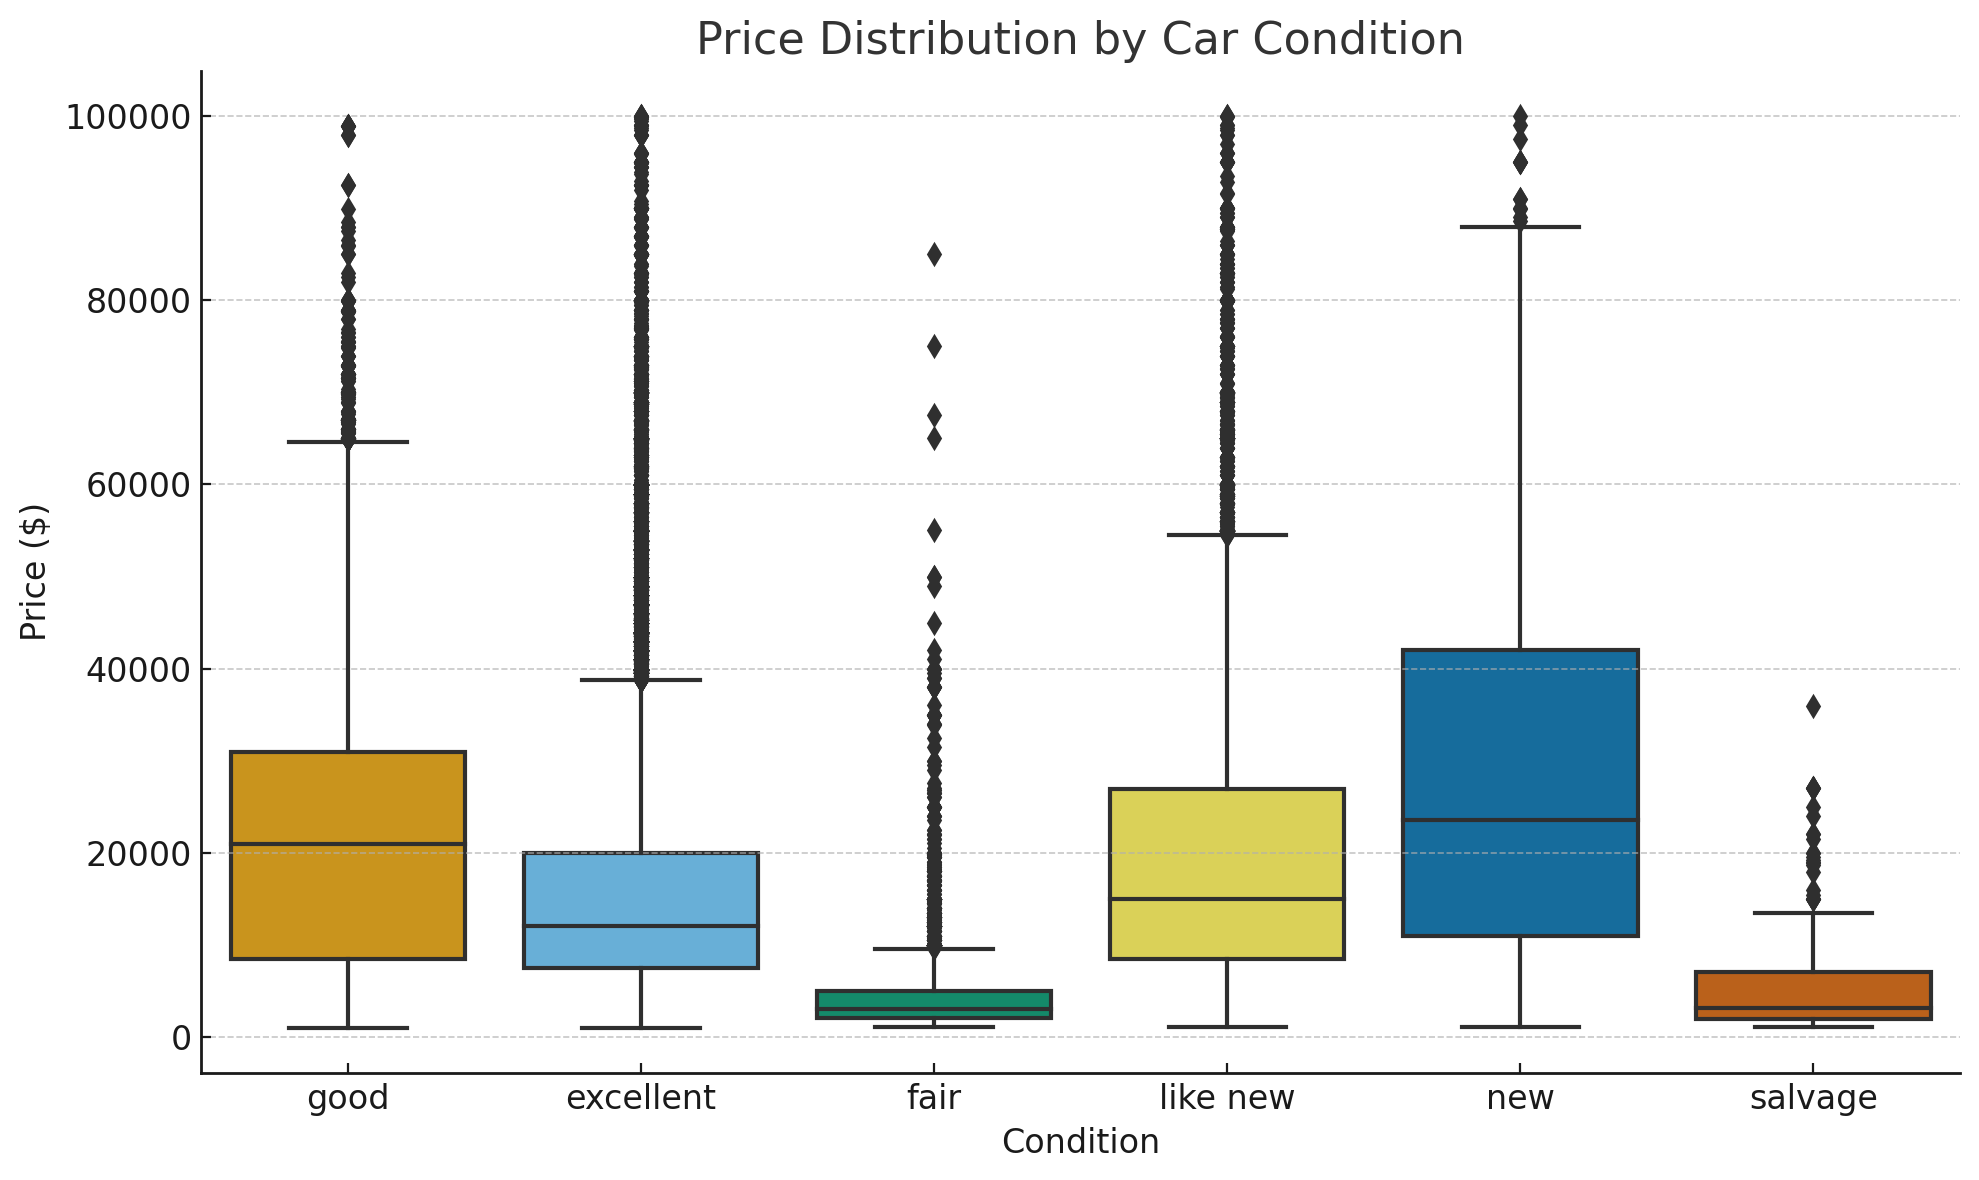 Price Distribution by Car Condition
100000
80000
60000
40000
20000
0
Price ($)
good excellent fair like new new salvage
Condition